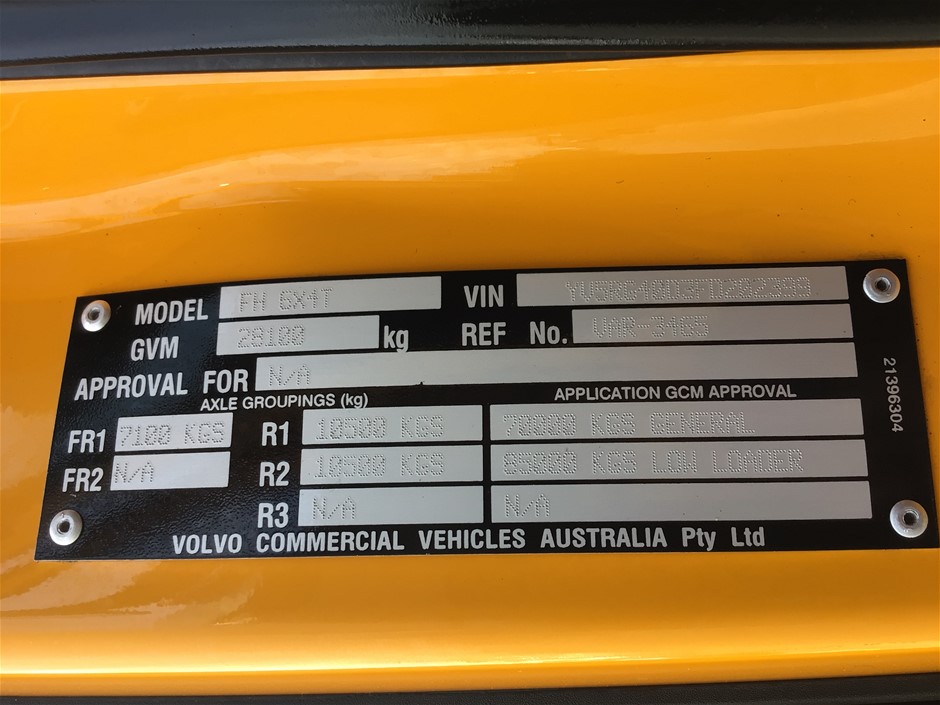 MODEL FH 6X4T VIN
GVM 28100 kg REF No. VAR-3465
APPROVAL FOR N/A
AXLE GROUPINGS (kg) APPLICATION GCM APPROVAL
FR1 7100 KGS R1 10500 KGS 70000 KGS GENERAL
FR2 N/A R2 10500 KGS 85000 KGS LOW LOADER
R3 N/A N/A
VOLVO COMMERCIAL VEHICLES AUSTRALIA Pty Ltd
21396304